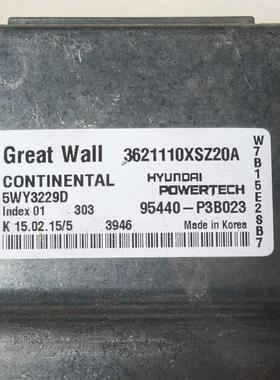 Great Wall 3621110XSZ20A
CONTINENTAL HYUNDAI POWERTECH
5WY3229D
Index 01 303 95440-P3B023
K 15.02.15/5 3946 Made in Korea
W7B15E2SB7